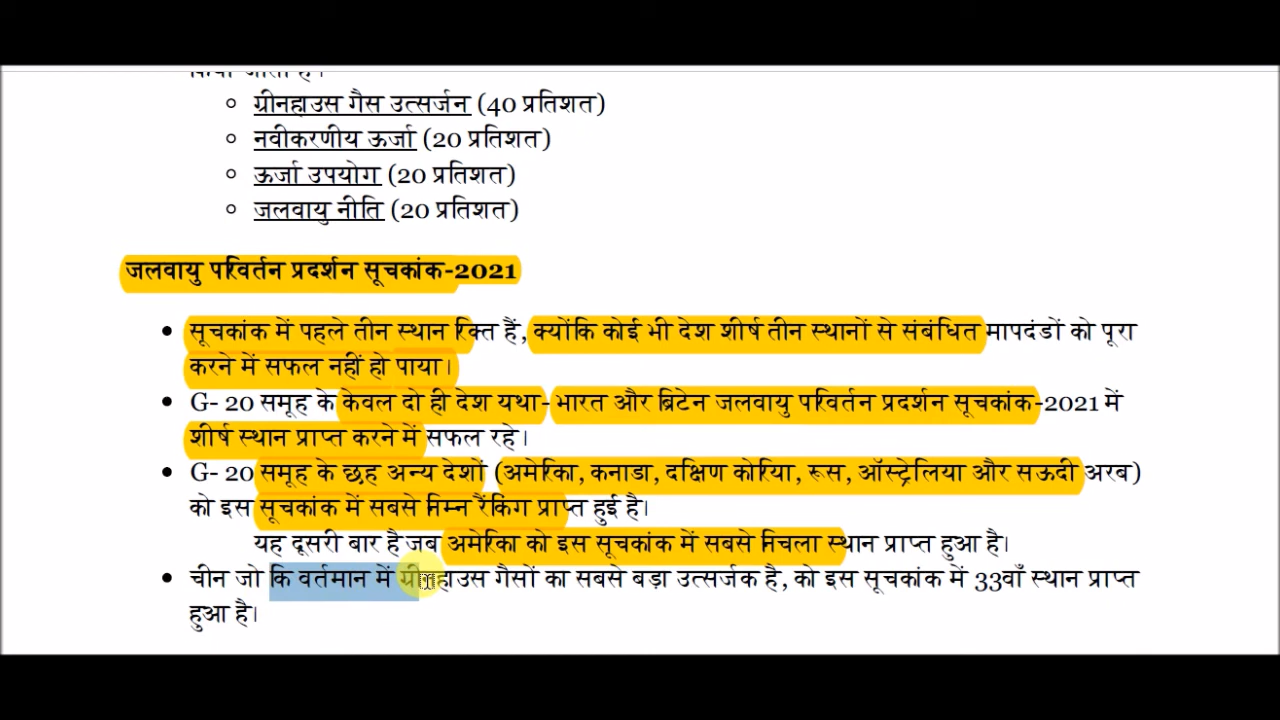 ग्रीनहाउस गैस उत्सर्जन (40 प्रतिशत)
नवीकरणीय ऊर्जा (20 प्रतिशत)
ऊर्जा उपयोग (20 प्रतिशत)
जलवायु नीति (20 प्रतिशत)
जलवायु परिवर्तन प्रदर्शन सूचकांक-2021
सूचकांक में पहले तीन स्थान रिक्त हैं, क्योंकि कोई भी देश शीर्ष तीन स्थानों से संबंधित मापदंडों को पूरा
करने में सफल नहीं हो पाया।
G- 20 समूह के केवल दो ही देश यथा- भारत और ब्रिटेन जलवायु परिवर्तन प्रदर्शन सूचकांक-2021 में
शीर्ष स्थान प्राप्त करने में सफल रहे।
G- 20 समूह के छह अन्य देशों (अमेरिका, कनाडा, दक्षिण कोरिया, रूस, ऑस्ट्रेलिया और सऊदी अरब)
को इस सूचकांक में सबसे निम्न रैंकिंग प्राप्त हुई है।
यह दूसरी बार है जब अमेरिका को इस सूचकांक में सबसे निचला स्थान प्राप्त हुआ है।
चीन जो कि वर्तमान में ग्रीनहाउस गैसों का सबसे बड़ा उत्सर्जक है, को इस सूचकांक में 33वाँ स्थान प्राप्त
हुआ है।